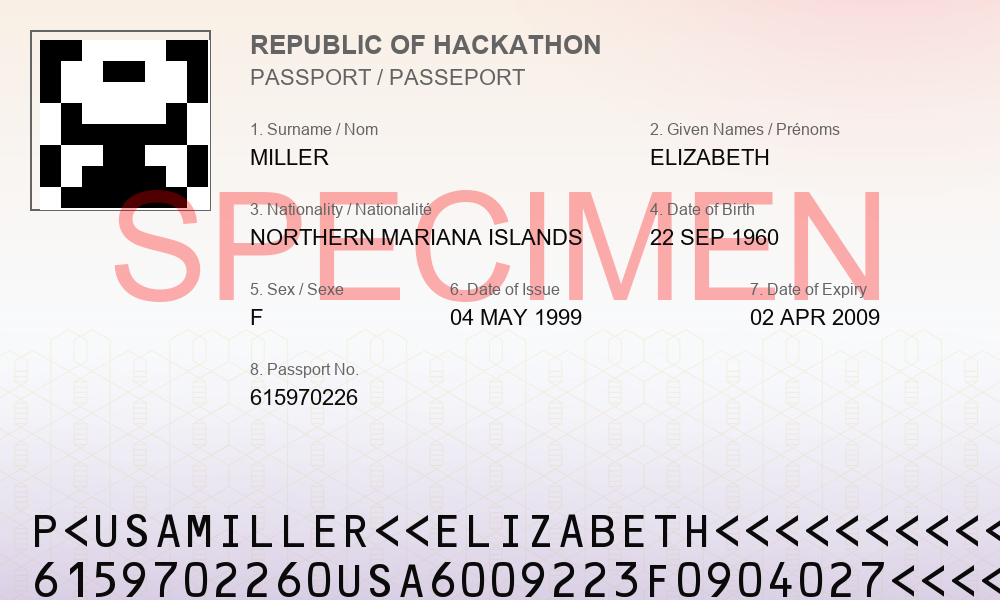 REPUBLIC OF HACKATHON
PASSPORT / PASSEPORT
1. Surname / Nom
2. Given Names / Prénoms
MILLER
ELIZABETH
SPECIMEN
3. Nationality / Nationalité
4. Date of Birth
NORTHERN MARIANA ISLANDS
22 SEP 1960
5. Sex / Sexe
6. Date of Issue
7. Date of Expiry
F
04 MAY 1999
02 APR 2009
8. Passport No.
615970226
P<USAMILLER<<ELIZABETH<<<<<<<<<<
6159702260USA6009223F0904027<<<<